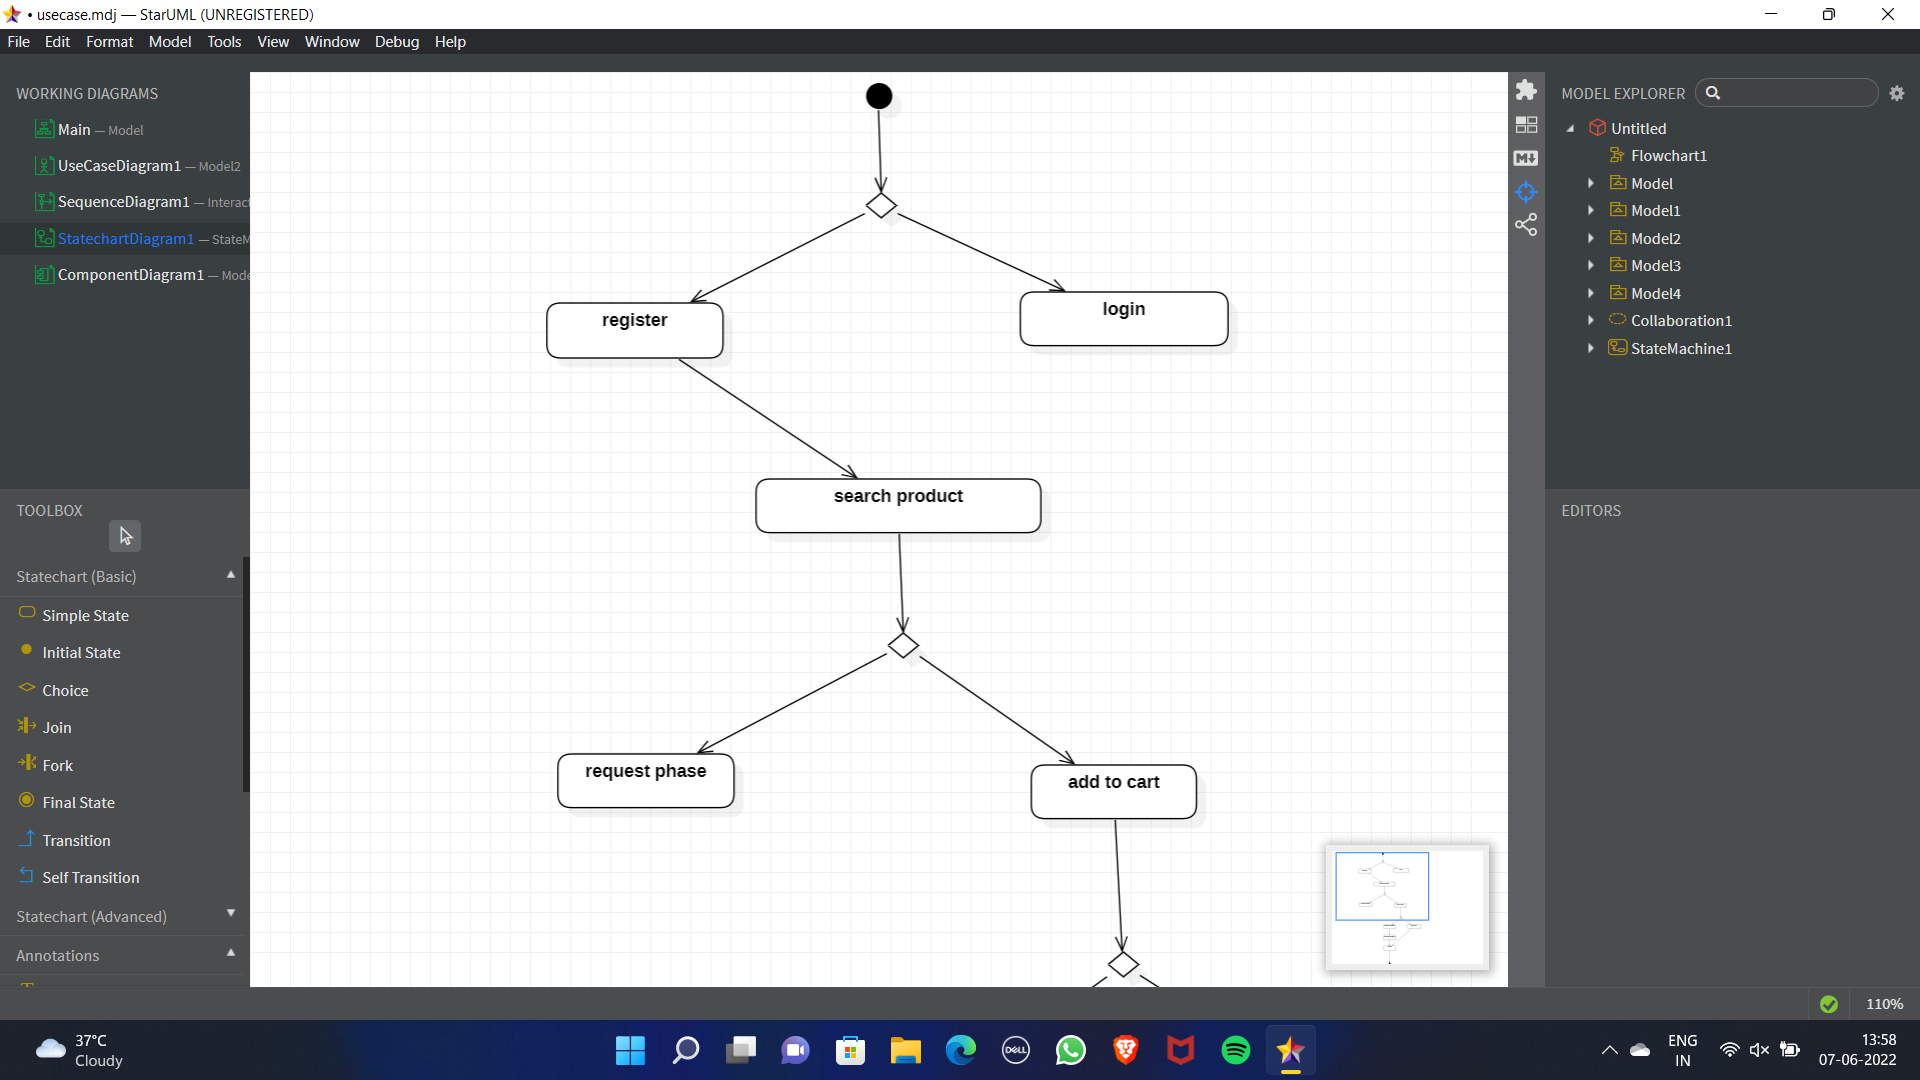 • usecase.mdj — StarUML (UNREGISTERED)
File Edit Format Model Tools View Window Debug Help
WORKING DIAGRAMS
Main — Model
UseCaseDiagram1 — Model2
SequenceDiagram1 — Interact
StatechartDiagram1 — StateM
ComponentDiagram1 — Mode
TOOLBOX
Statechart (Basic)
Simple State
Initial State
Choice
Join
Fork
Final State
Transition
Self Transition
Statechart (Advanced)
Annotations
register
login
search product
request phase
add to cart
M
MODEL EXPLORER
Untitled
Flowchart1
Model
Model1
Model2
Model3
Model4
Collaboration1
StateMachine1
EDITORS
110%
37°C
Cloudy
DELL
ENG
IN
13:58
07-06-2022